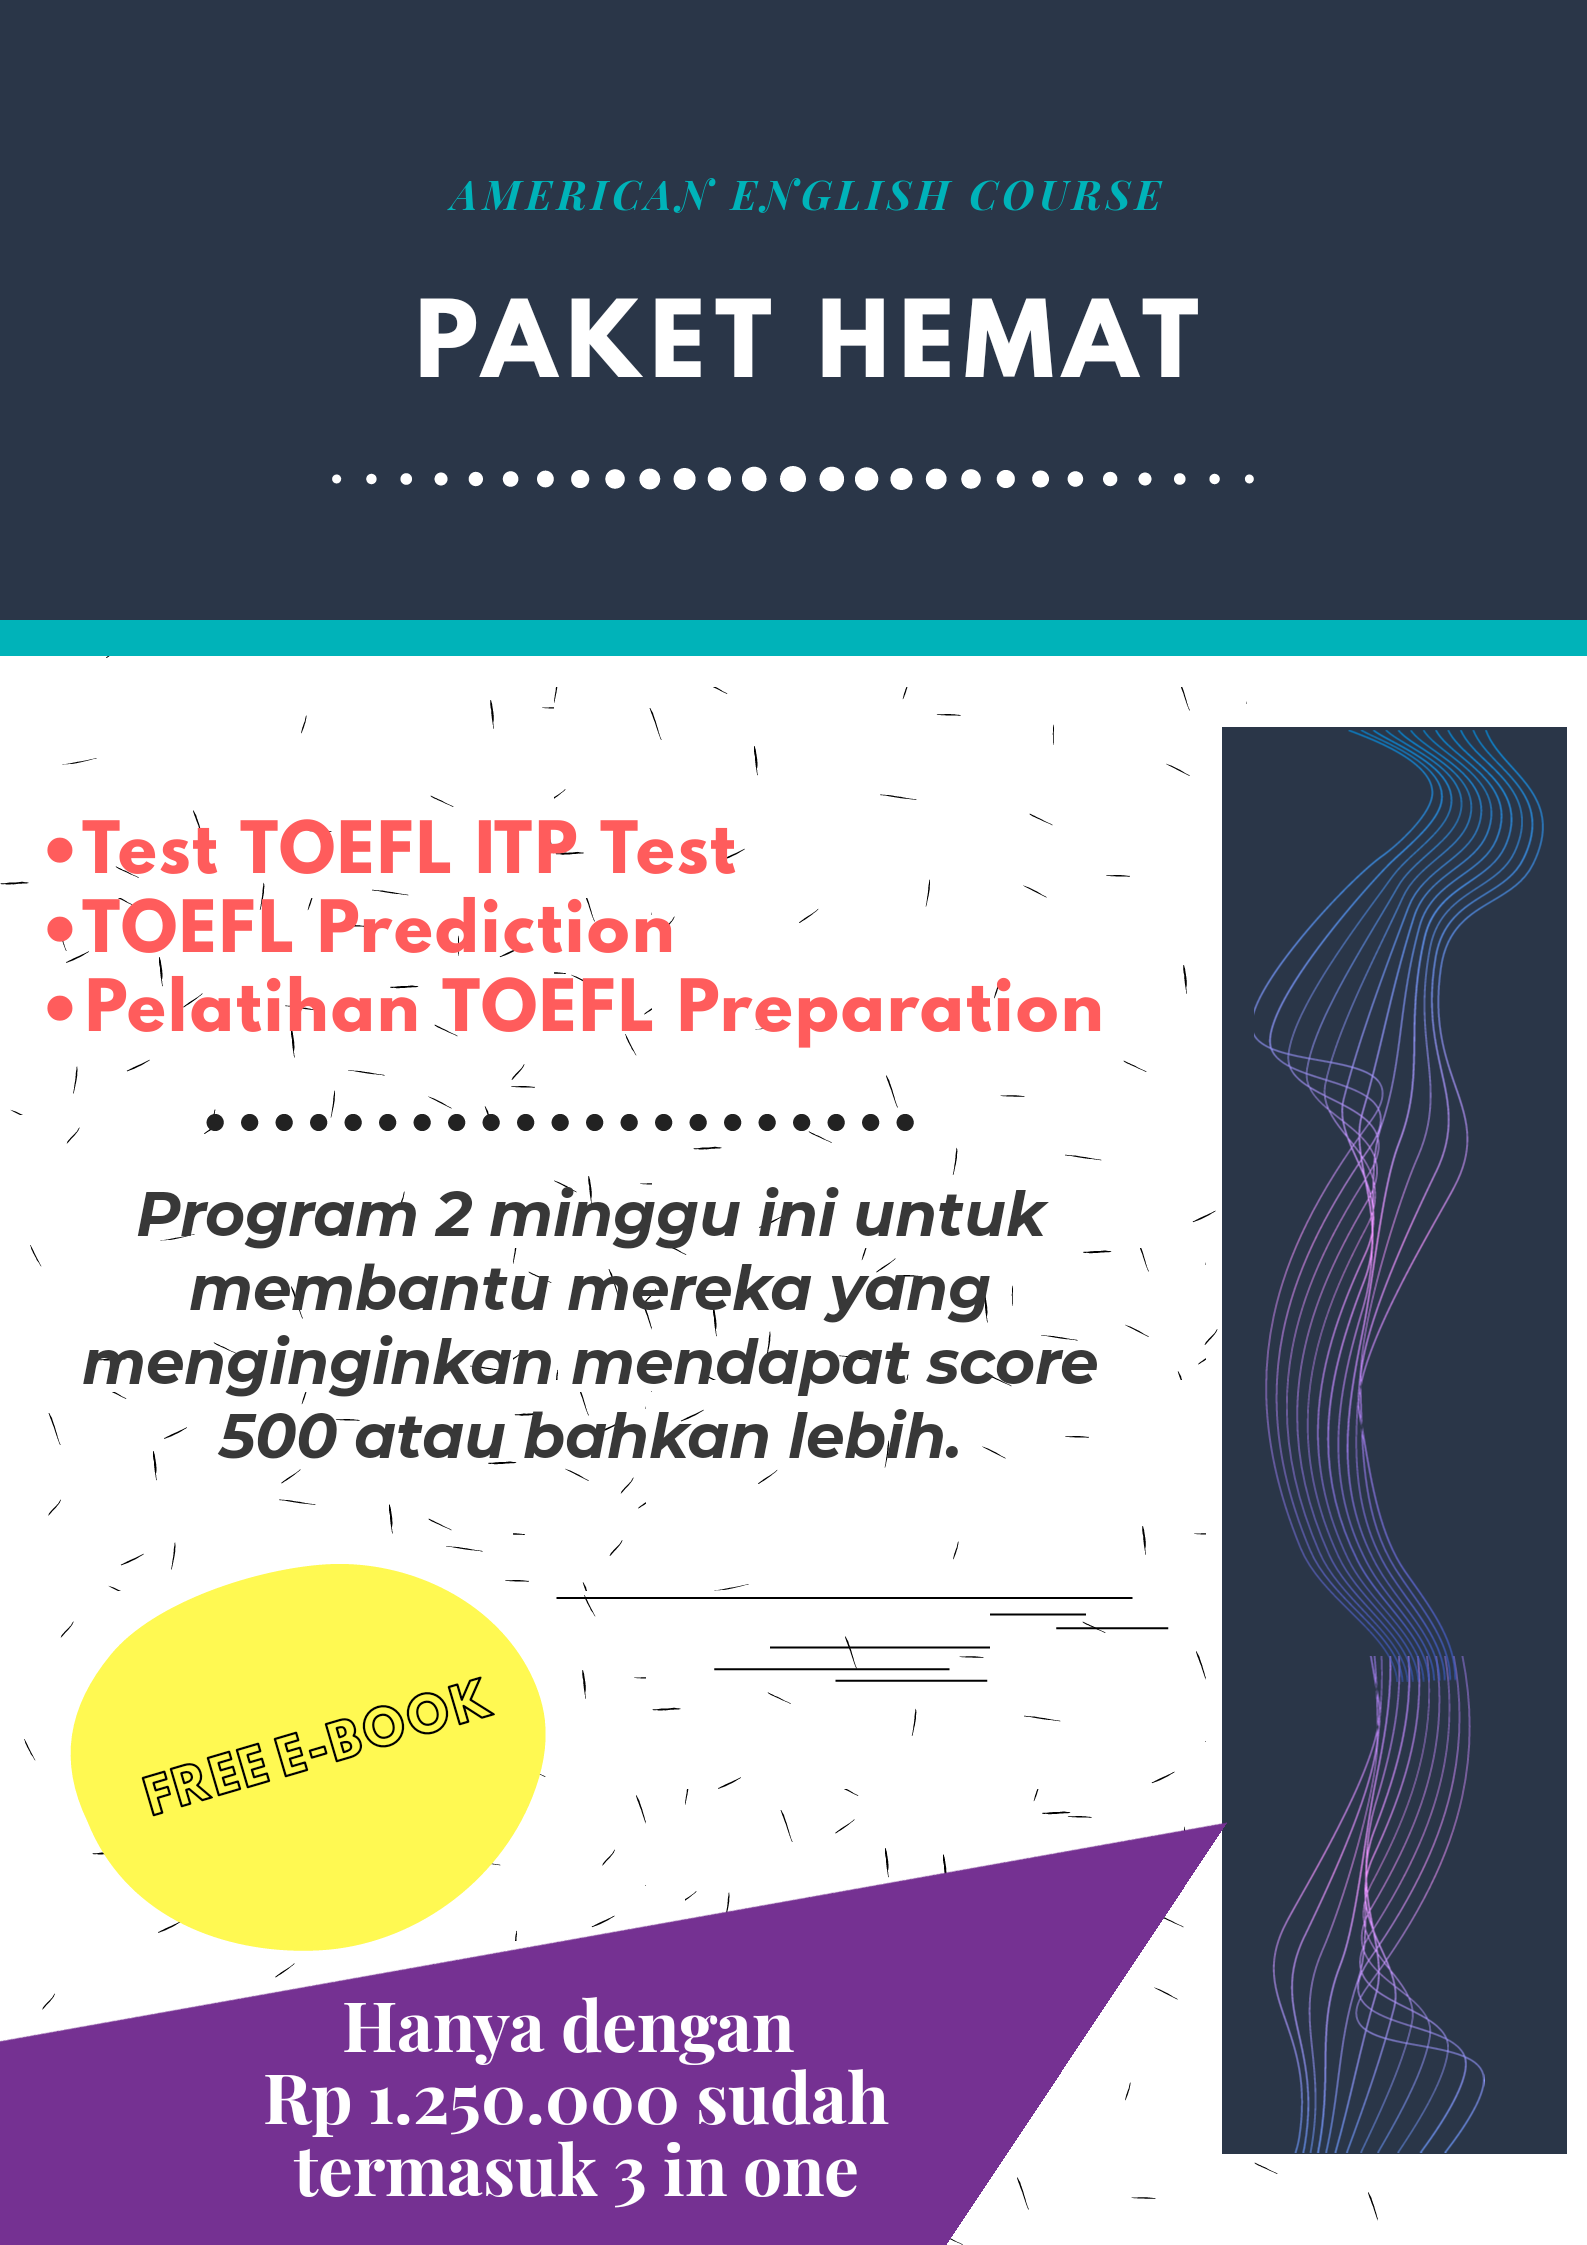 AMERICAN ENGLISH COURSE
PAKET HEMAT
•Test TOEFL ITP Test
•TOEFL Prediction
•Pelatihan TOEFL Preparation
Program 2 minggu ini untuk
membantu mereka yang
menginginkan mendapat score
500 atau bahkan lebih.
FREE E-BOOK
Hanya dengan
Rp 1.250.000 sudah
termasuk 3 in one